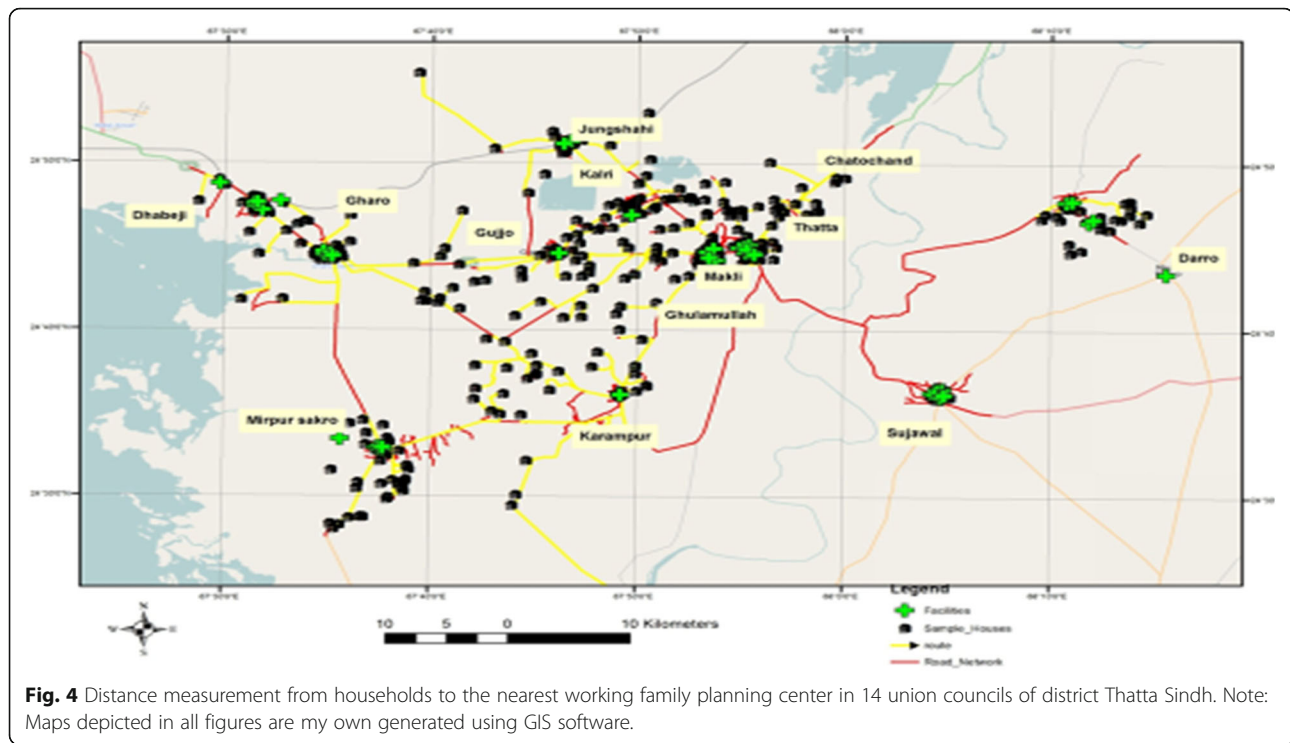 Jungshahi
Kalri
Chatochand
Dhabeji
Gharo
Gujjo
Thatta
Makli
Darro
Ghulamullah
Mirpur sakro
Karampur
Sujawal
Legend
Facilities
Sample_Houses
route
Road_Network
10 5 0 10 Kilometers
Fig. 4 Distance measurement from households to the nearest working family planning center in 14 union councils of district Thatta Sindh. Note:
Maps depicted in all figures are my own generated using GIS software.